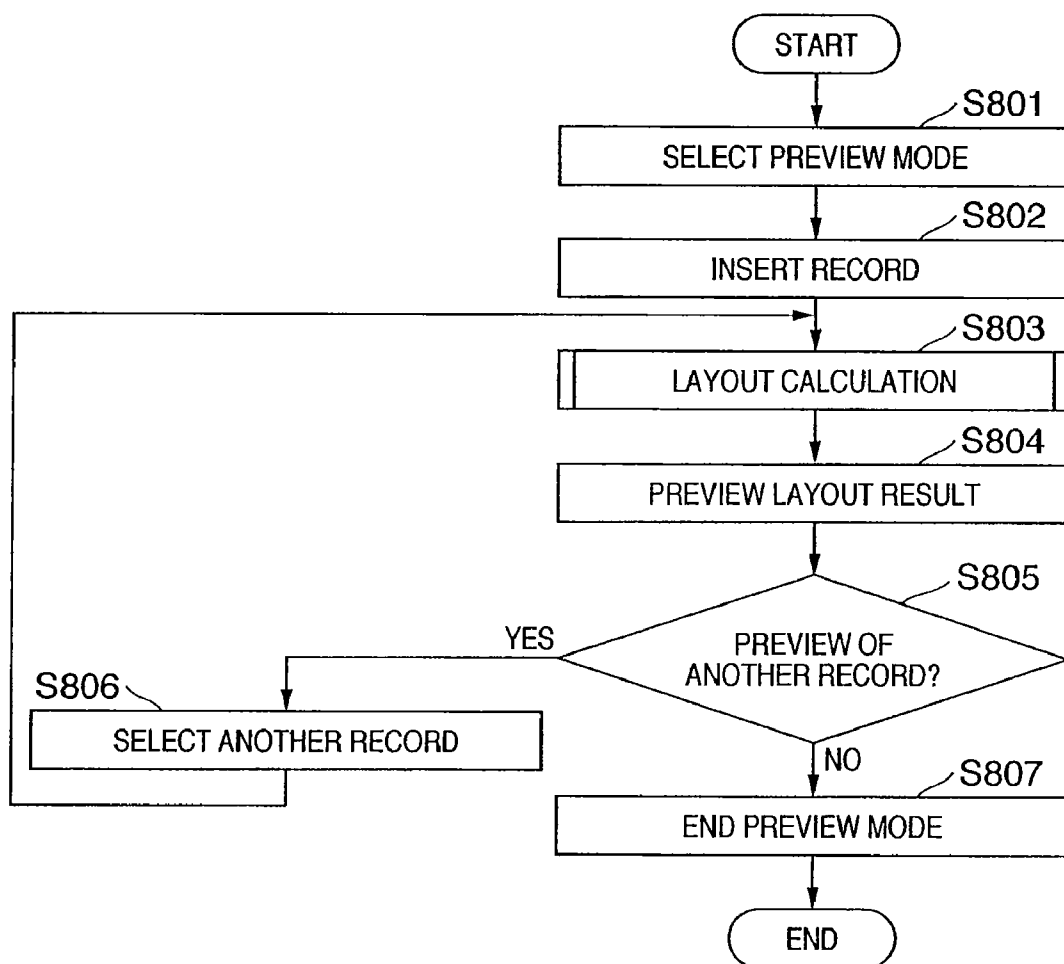 START
S801
SELECT PREVIEW MODE
S802
INSERT RECORD
S803
LAYOUT CALCULATION
S804
PREVIEW LAYOUT RESULT
S805
PREVIEW OF
ANOTHER RECORD?
YES
S806
SELECT ANOTHER RECORD
NO
S807
END PREVIEW MODE
END